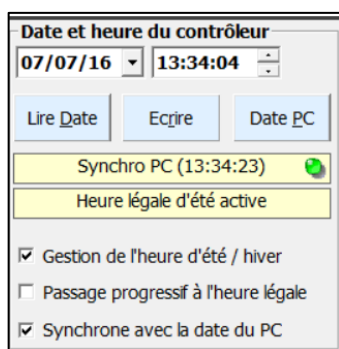 Date et heure du contrôleur
07/07/16 13:34:04
Lire Date Ecrire Date PC
Synchro PC (13:34:23)
Heure légale d'été active
Gestion de l'heure d'été / hiver
Passage progressif à l'heure légale
Synchrone avec la date du PC